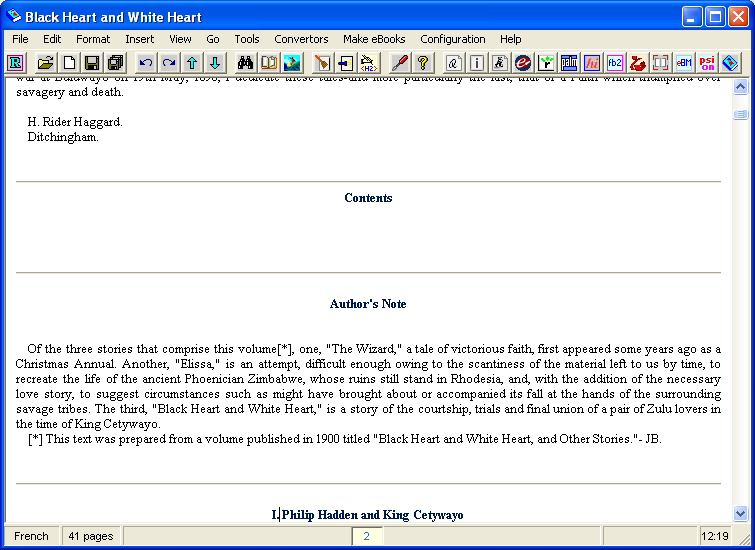 Black Heart and White Heart
File Edit Format Insert View Go Tools Convertors Make eBooks Configuration Help
R <H2> ? a i e hi fb2 eBM psi on
savagery and death.
H. Rider Haggard.
Ditchingham.
Contents
Author's Note
Of the three stories that comprise this volume[*], one, "The Wizard," a tale of victorious faith, first appeared some years ago as a
Christmas Annual. Another, "Elissa," is an attempt, difficult enough owing to the scantiness of the material left to us by time, to
recreate the life of the ancient Phoenician Zimbabwe, whose ruins still stand in Rhodesia, and, with the addition of the necessary
love story, to suggest circumstances such as might have brought about or accompanied its fall at the hands of the surrounding
savage tribes. The third, "Black Heart and White Heart," is a story of the courtship, trials and final union of a pair of Zulu lovers in
the time of King Cetywayo.
[*] This text was prepared from a volume published in 1900 titled "Black Heart and White Heart, and Other Stories."- JB.
I. Philip Hadden and King Cetywayo
French 41 pages 2 12:19